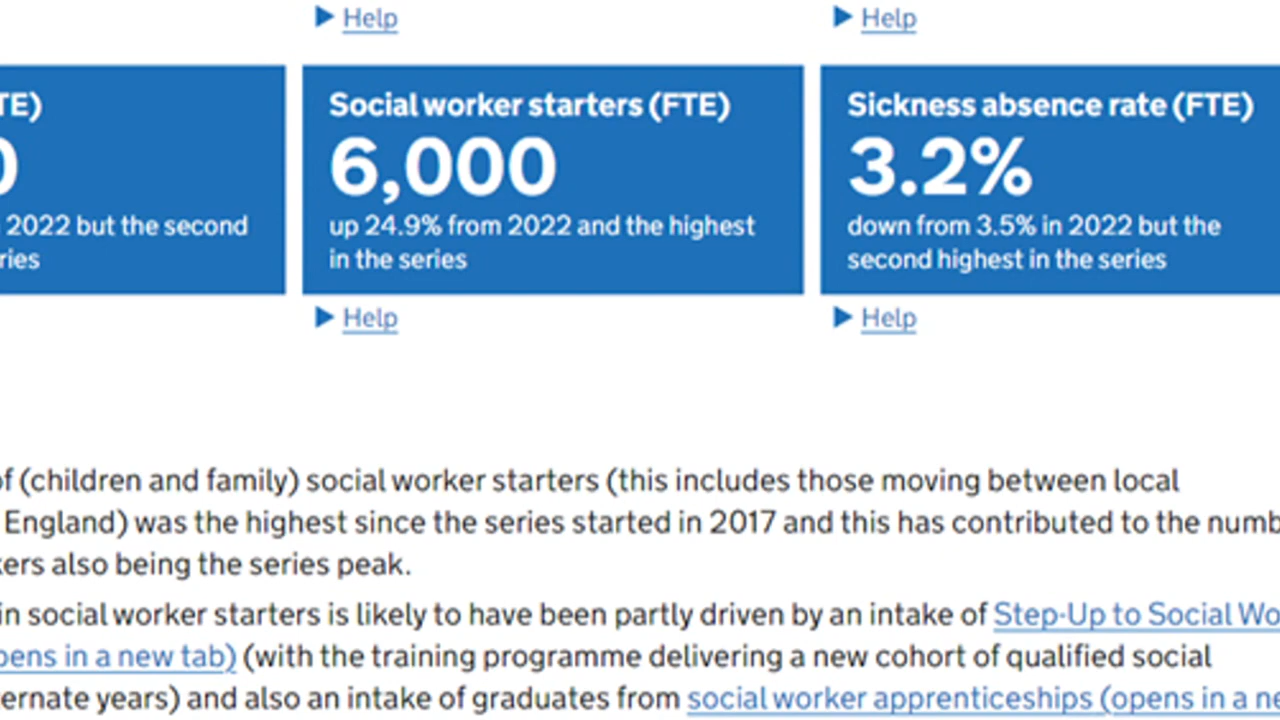 Help
Help
TE)
0
2022 but the second
ries
Social worker starters (FTE)
6,000
up 24.9% from 2022 and the highest
in the series
Sickness absence rate (FTE)
3.2%
down from 3.5% in 2022 but the
second highest in the series
Help
Help
of (children and family) social worker starters (this includes those moving between local
England) was the highest since the series started in 2017 and this has contributed to the numb
kers also being the series peak.
in social worker starters is likely to have been partly driven by an intake of Step-Up to Social Wo
pens in a new tab) (with the training programme delivering a new cohort of qualified social
ernate years) and also an intake of graduates from social worker apprenticeships (opens in a ne